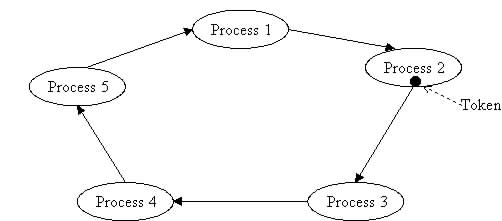 Process 1
Process 2
Process 5
Token
Process 4
Process 3